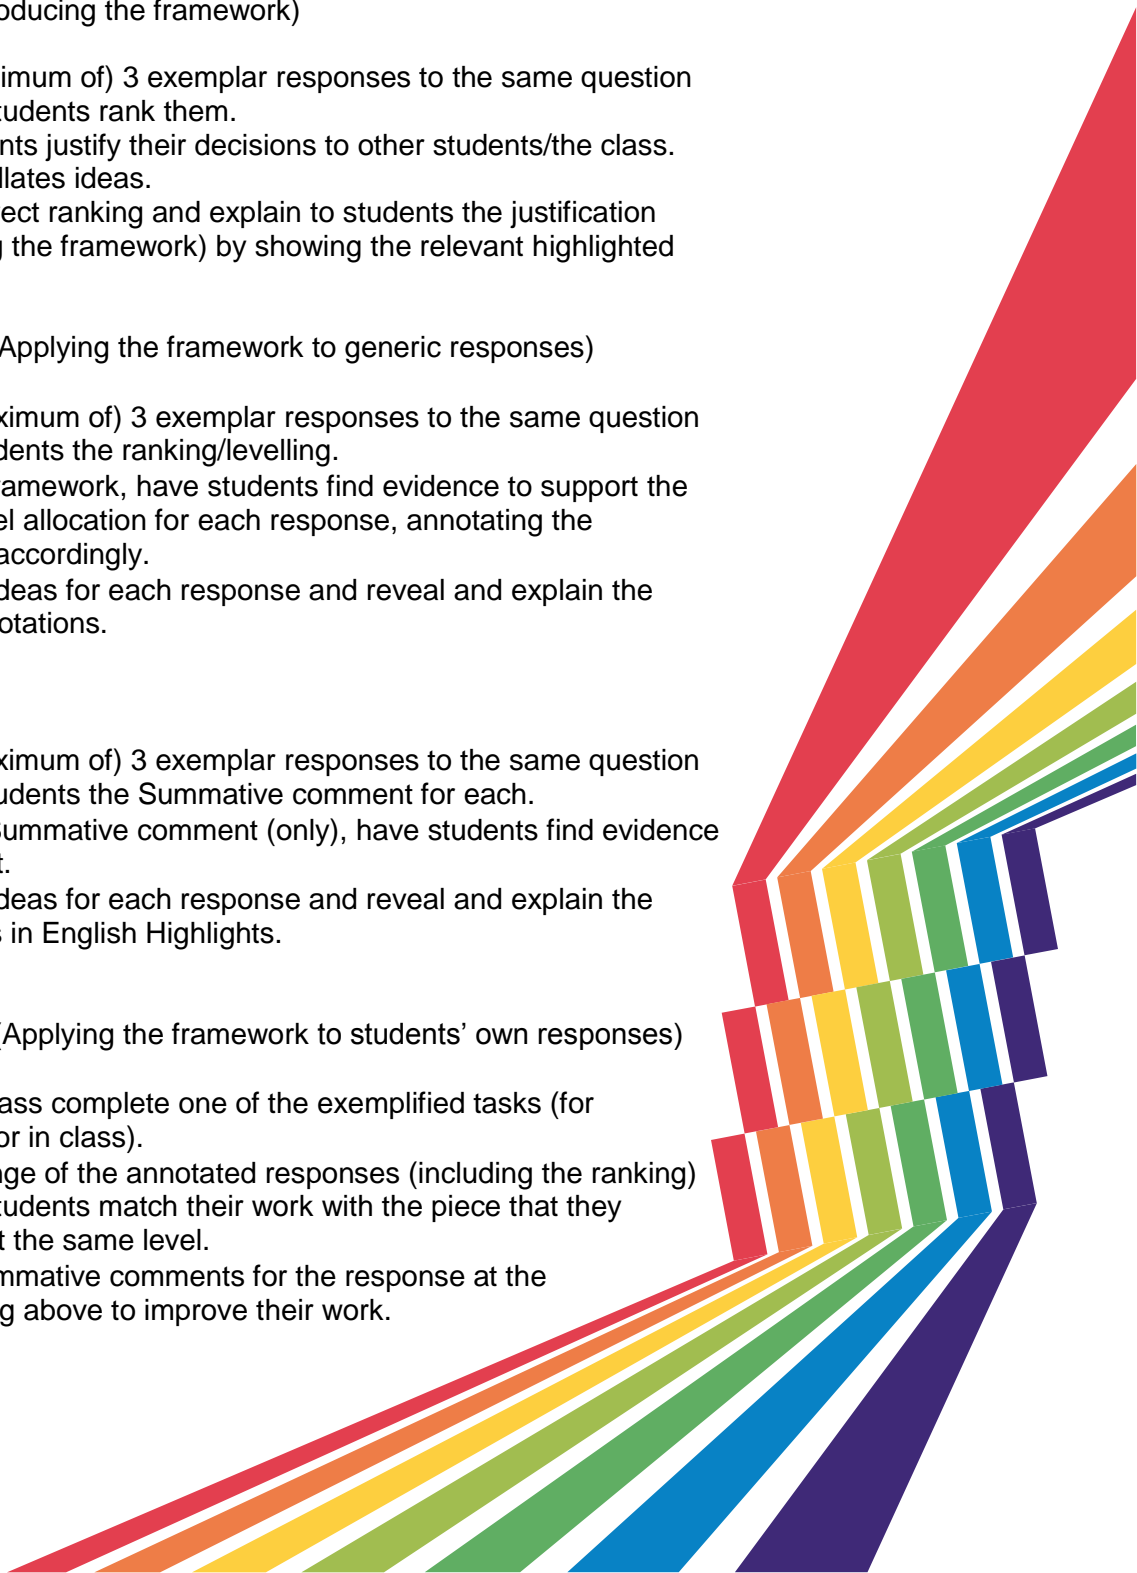 oducing the framework)
imum of) 3 exemplar responses to the same question
tudents rank them.
nts justify their decisions to other students/the class.
llates ideas.
ect ranking and explain to students the justification
g the framework) by showing the relevant highlighted
Applying the framework to generic responses)
ximum of) 3 exemplar responses to the same question
dents the ranking/levelling.
ramework, have students find evidence to support the
el allocation for each response, annotating the
accordingly.
deas for each response and reveal and explain the
otations.
ximum of) 3 exemplar responses to the same question
udents the Summative comment for each.
Summative comment (only), have students find evidence
t.
deas for each response and reveal and explain the
s in English Highlights.
(Applying the framework to students’ own responses)
lass complete one of the exemplified tasks (for
or in class).
nge of the annotated responses (including the ranking)
tudents match their work with the piece that they
t the same level.
mmative comments for the response at the
g above to improve their work.